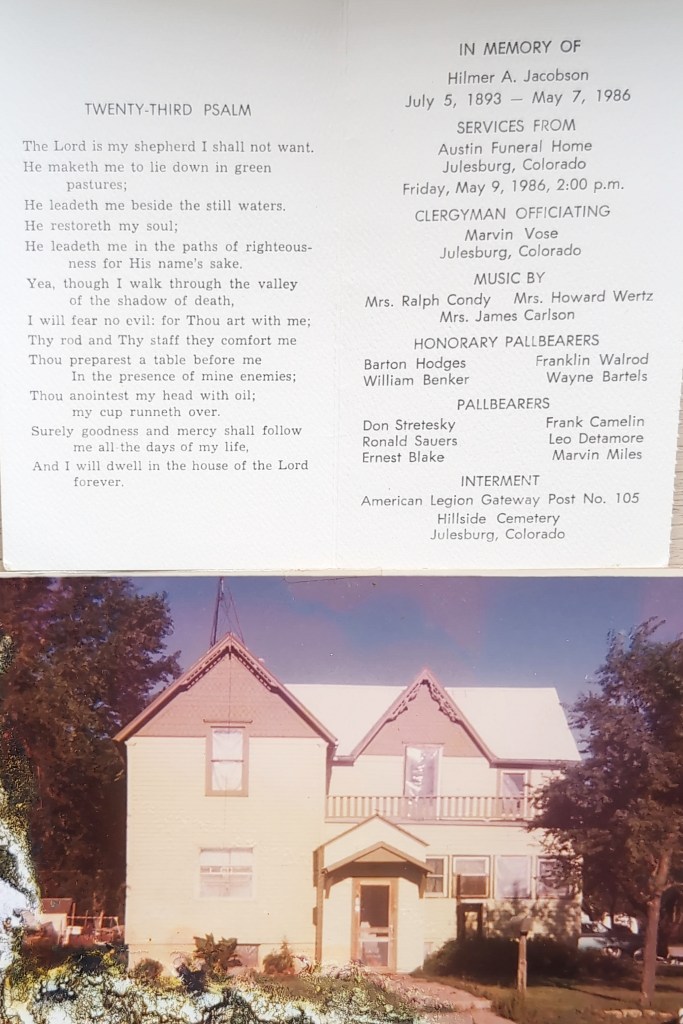 TWENTY-THIRD PSALM
The Lord is my shepherd I shall not want.
He maketh me to lie down in green
pastures;
He leadeth me beside the still waters.
He restoreth my soul;
He leadeth me in the paths of righteous-
ness for His name's sake.
Yea, though I walk through the valley
of the shadow of death,
I will fear no evil: for Thou art with me;
Thy rod and Thy staff they comfort me
Thou preparest a table before me
In the presence of mine enemies;
Thou anointest my head with oil;
my cup runneth over.
Surely goodness and mercy shall follow
me all the days of my life,
And I will dwell in the house of the Lord
forever.
IN MEMORY OF
Hilmer A. Jacobson
July 5, 1893 — May 7, 1986
SERVICES FROM
Austin Funeral Home
Julesburg, Colorado
Friday, May 9, 1986, 2:00 p.m.
CLERGYMAN OFFICIATING
Marvin Vose
Julesburg, Colorado
MUSIC BY
Mrs. Ralph Condy Mrs. Howard Wertz
Mrs. James Carlson
HONORARY PALLBEARERS
Barton Hodges Franklin Walrod
William Benker Wayne Bartels
PALLBEARERS
Don Stretesky Frank Camelin
Ronald Sauers Leo Detamore
Ernest Blake Marvin Miles
INTERMENT
American Legion Gateway Post No. 105
Hillside Cemetery
Julesburg, Colorado